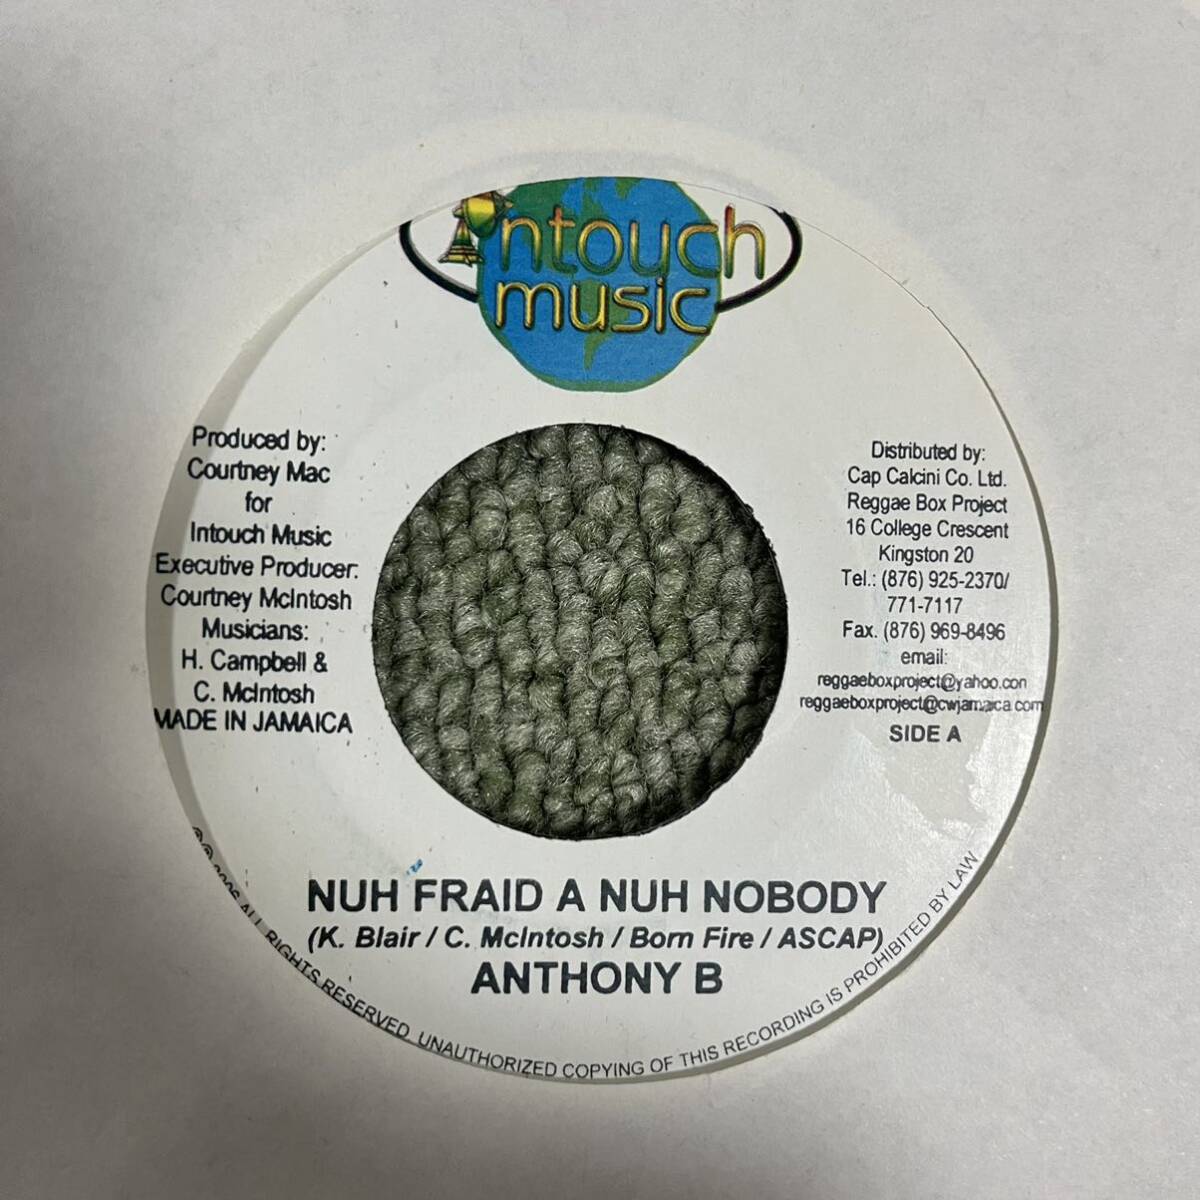 Intouch
music
Produced by:
Courtney Mac
for
Intouch Music
Executive Producer:
Courtney McIntosh
Musicians:
H. Campbell &
C. McIntosh
MADE IN JAMAICA
Distributed by:
Cap Calcini Co. Ltd.
Reggae Box Project
16 College Crescent
Kingston 20
Tel.: (876) 925-2370/
771-7117
Fax. (876) 969-8496
email:
reggaeboxproject@yahoo.com
reggaeboxproject@cwjamaica.com
SIDE A
NUH FRAID A NUH NOBODY
(K. Blair / C. McIntosh / Born Fire / ASCAP)
ANTHONY B
℗© 2006 ALL RIGHTS RESERVED. UNAUTHORIZED COPYING OF THIS RECORDING IS PROHIBITED BY LAW